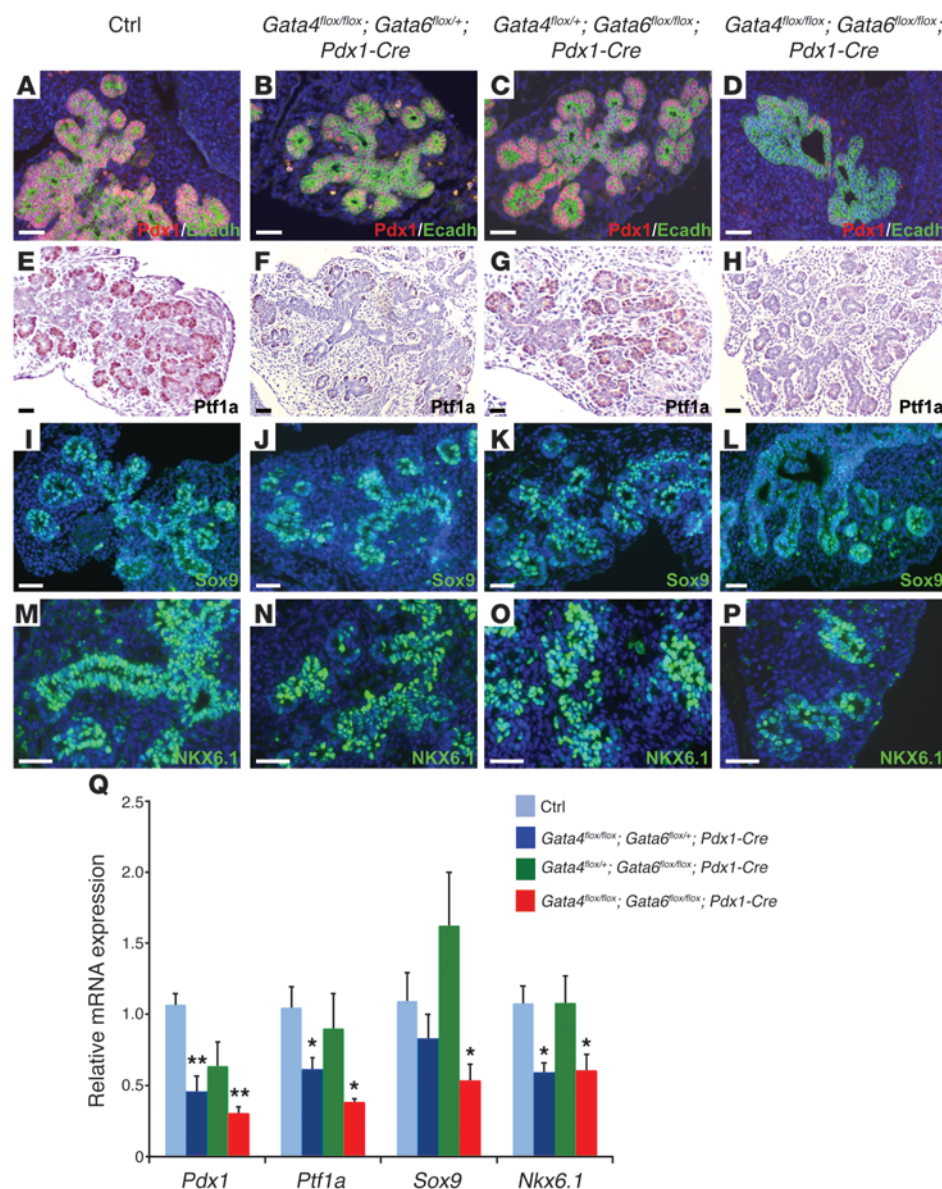 Ctrl
Gata4flox/flox; Gata6flox/+;
Pdx1-Cre
Gata4flox/+; Gata6flox/flox;
Pdx1-Cre
Gata4flox/flox; Gata6flox/flox;
Pdx1-Cre
A
B
C
D
Pdx1/Ecadh
Pdx1/Ecadh
Pdx1/Ecadh
Pdx1/Ecadh
E
F
G
H
Ptf1a
Ptf1a
Ptf1a
Ptf1a
I
J
K
L
Sox9
Sox9
Sox9
Sox9
M
N
O
P
NKX6.1
NKX6.1
NKX6.1
NKX6.1
Q
Relative mRNA expression
2.5
2.0
1.5
1.0
0.5
0
Ctrl
Gata4flox/flox; Gata6flox/+; Pdx1-Cre
Gata4flox/+; Gata6flox/flox; Pdx1-Cre
Gata4flox/flox; Gata6flox/flox; Pdx1-Cre
**
**
*
*
*
*
*
Pdx1
Ptf1a
Sox9
Nkx6.1